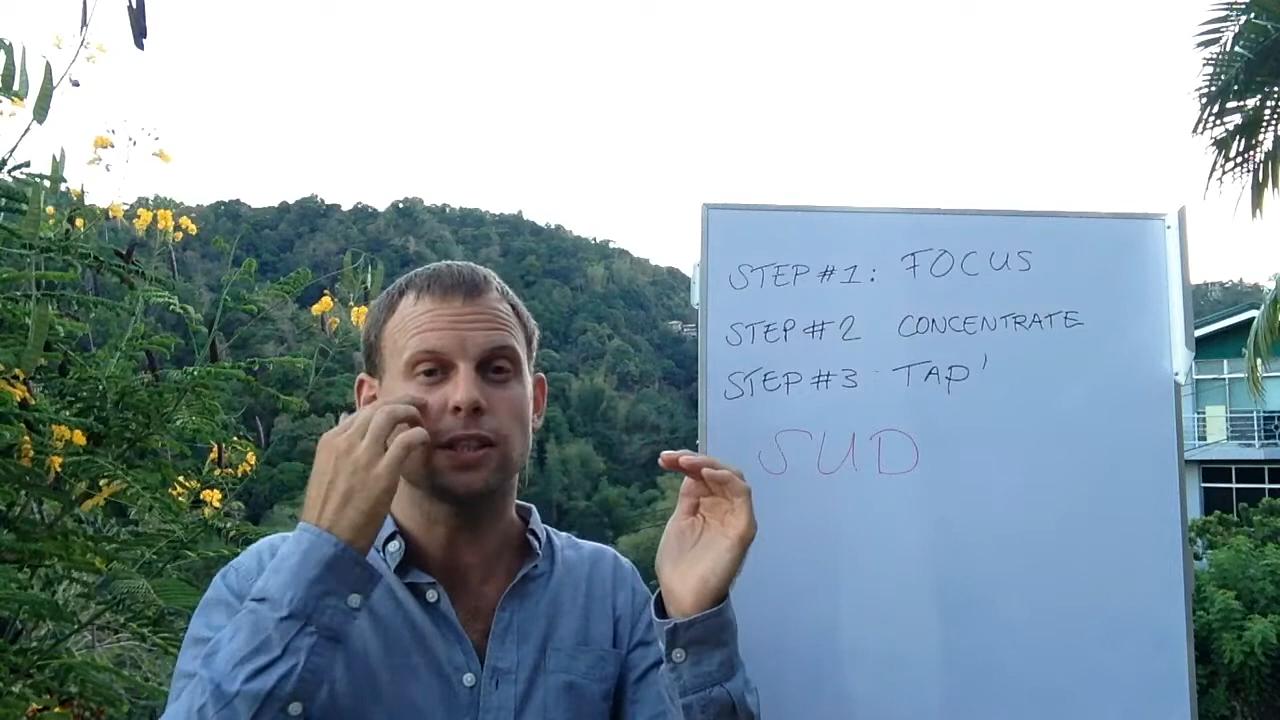 STEP #1: FOCUS
STEP #2 CONCENTRATE
STEP #3 TAP'
SUD